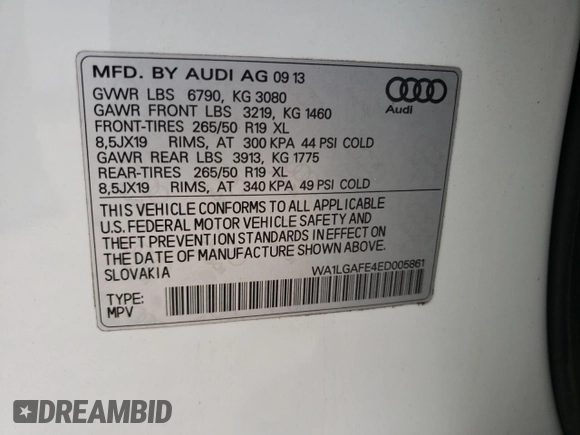 MFD. BY AUDI AG 09 13
GVWR LBS 6790, KG 3080
GAWR FRONT LBS 3219, KG 1460
FRONT-TIRES 265/50 R19 XL
8,5JX19 RIMS, AT 300 KPA 44 PSI COLD
GAWR REAR LBS 3913, KG 1775
REAR-TIRES 265/50 R19 XL
8,5JX19 RIMS, AT 340 KPA 49 PSI COLD
Audi
THIS VEHICLE CONFORMS TO ALL APPLICABLE
U.S. FEDERAL MOTOR VEHICLE SAFETY AND
THEFT PREVENTION STANDARDS IN EFFECT ON
THE DATE OF MANUFACTURE SHOWN ABOVE.
SLOVAKIA
WA1LGAFE4ED005861
TYPE:
MPV
DREAMBID